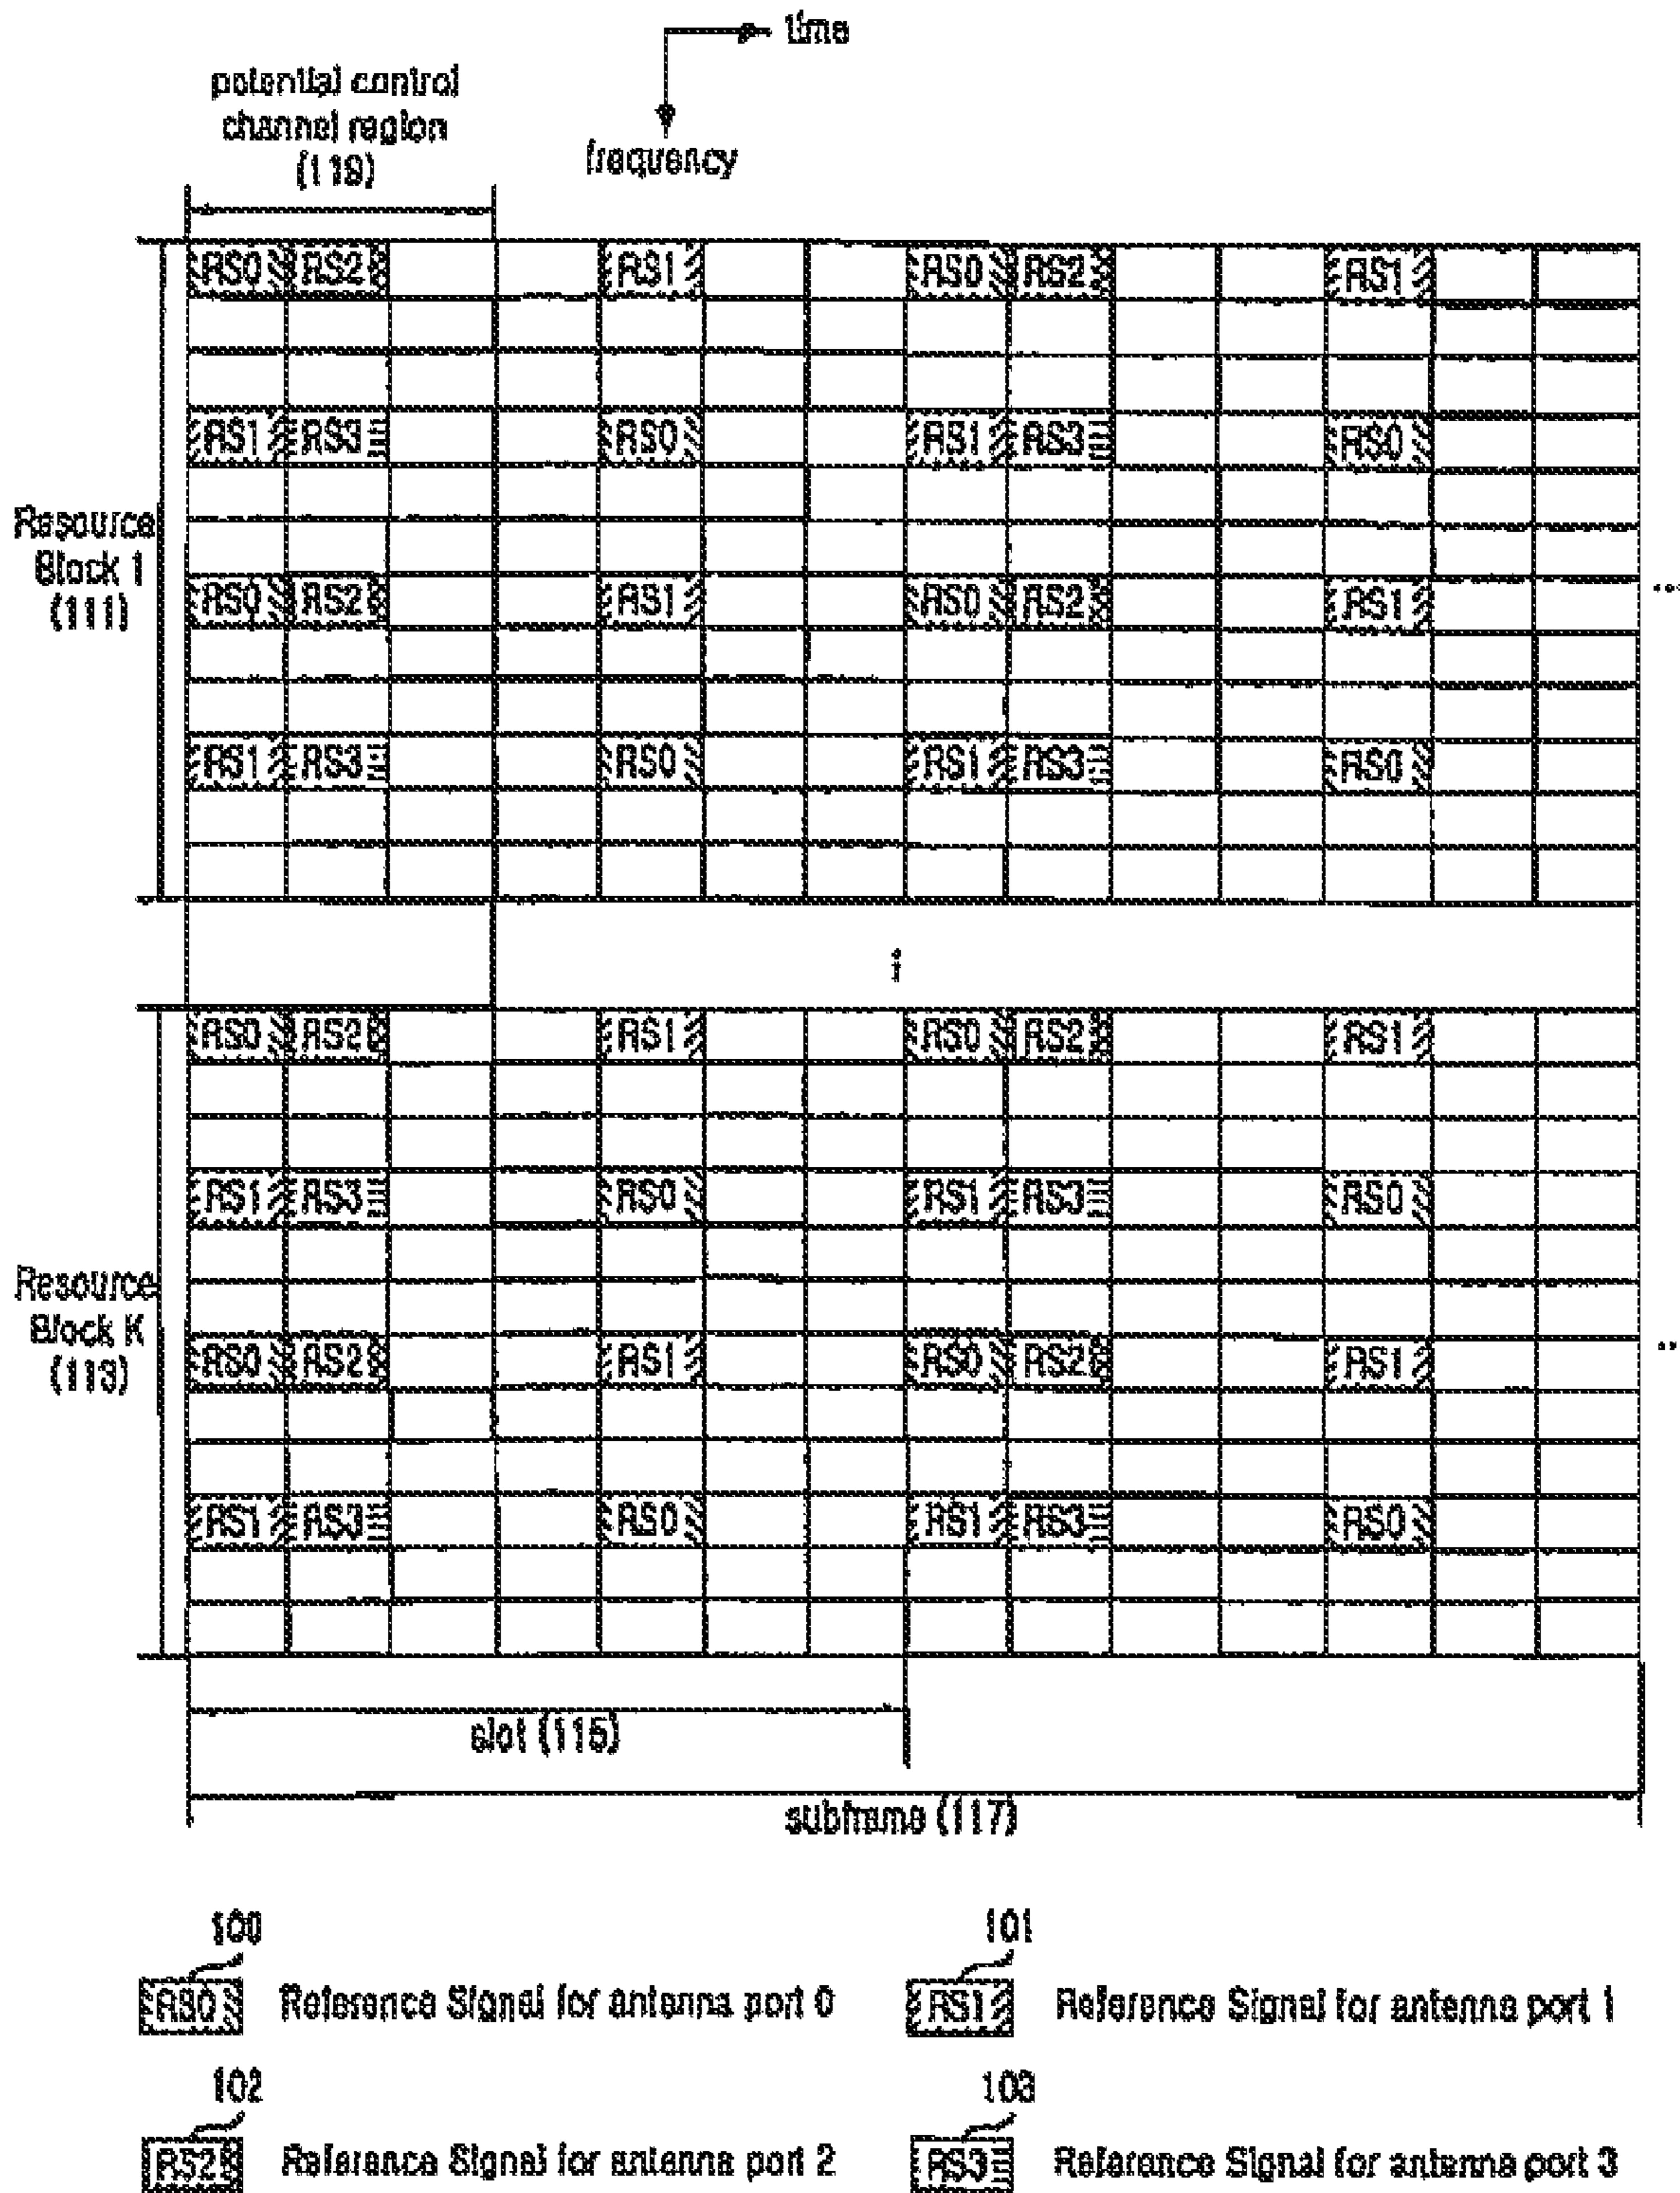 time
potential control
channel region
(119)
frequency
RS0 RS2 RS1 RS0 RS2 RS1
RS1 RS3 RS0 RS1 RS3 RS0
Resource
Block 1
(111)
RS0 RS2 RS1 RS0 RS2 RS1 ...
RS1 RS3 RS0 RS1 RS3 RS0
RS0 RS2 RS1 RS0 RS2 RS1
RS1 RS3 RS0 RS1 RS3 RS0
Resource
Block K
(113)
RS0 RS2 RS1 RS0 RS2 RS1 ..
RS1 RS3 RS0 RS1 RS3 RS0
slot (115)
subframe (117)
100
RS0 Reference Signal for antenna port 0
101
RS1 Reference Signal for antenna port 1
102
RS2 Reference Signal for antenna port 2
103
RS3 Reference Signal for antenna port 3